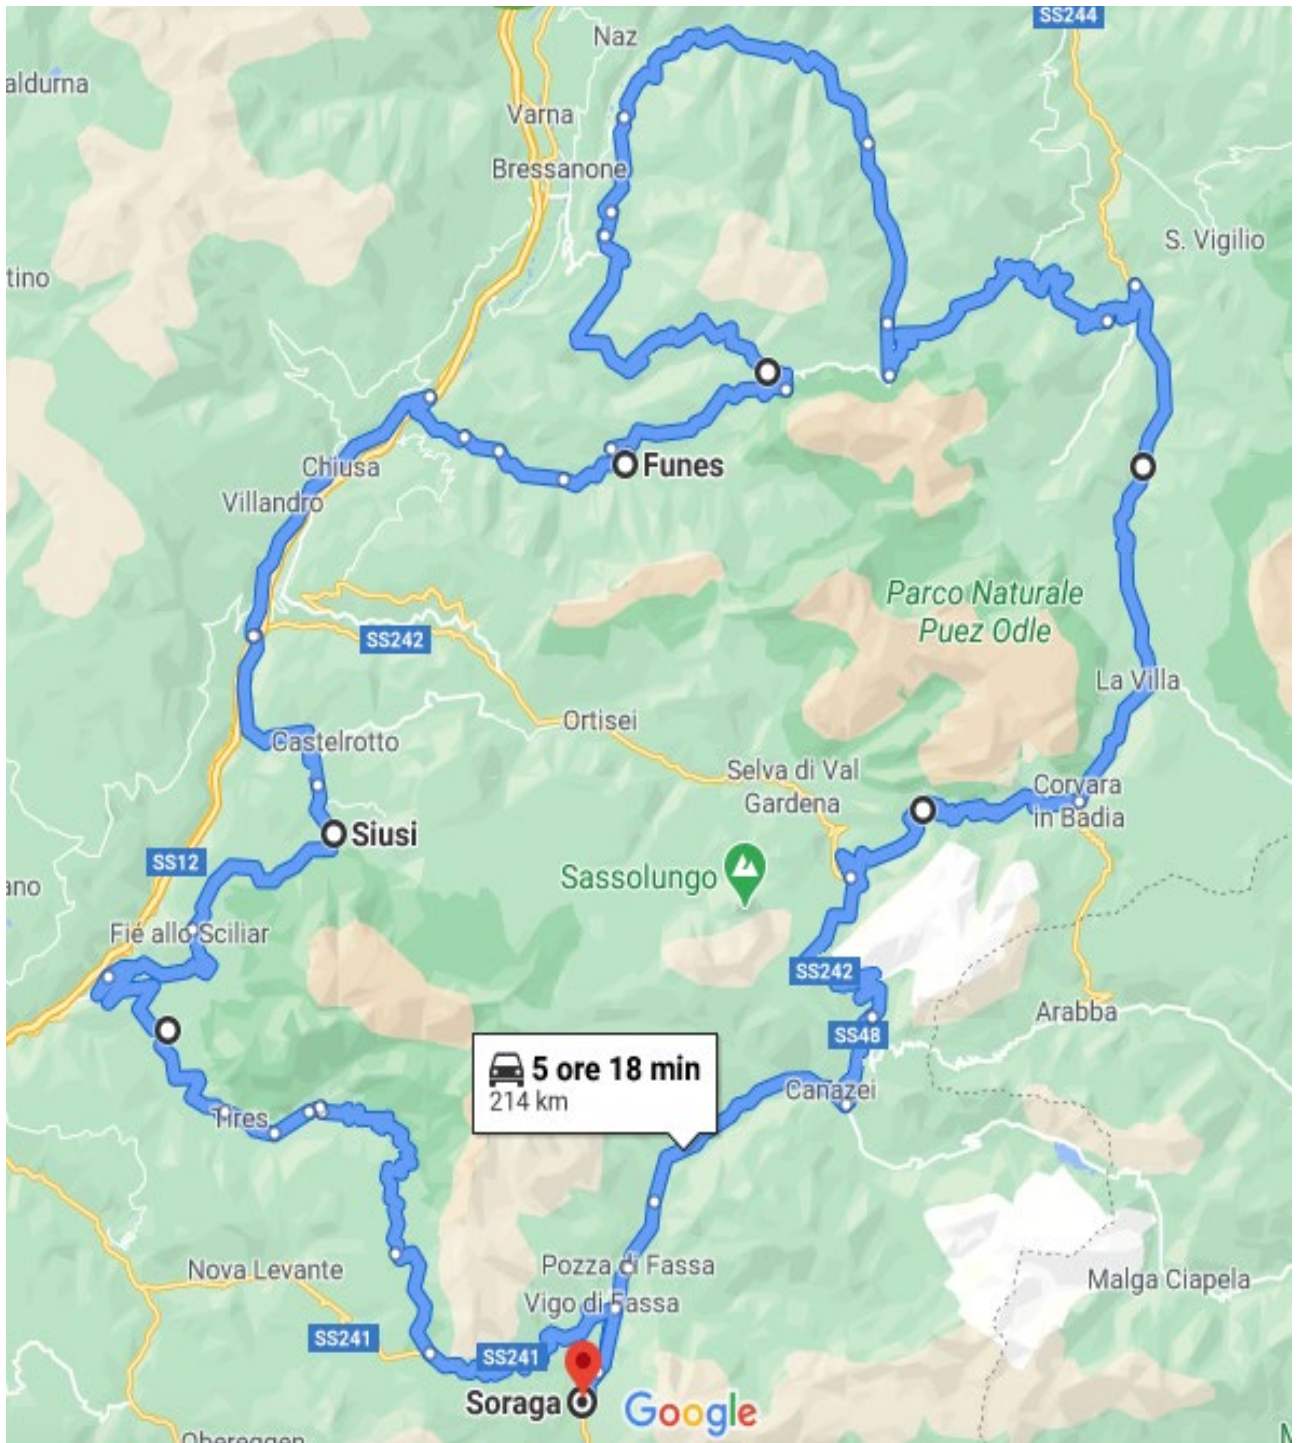 SS244
Naz
aldurna
Varna
Bressanone
S. Vigilio
tino
Funes
Chiusa
Villandro
Parco Naturale
Puez Odle
SS242
La Villa
Ortisei
Castelrotto
Selva di Val
Gardena
Corvara
in Badia
Siusi
SS12
Sassolungo
ano
Fié allo Sciliar
SS242
Arabba
SS48
5 ore 18 min
214 km
Canazei
Tires
Pozza di Fassa
Nova Levante
Malga Ciapela
Vigo di Fassa
SS241
SS241
Soraga
Google
Obereggen
M